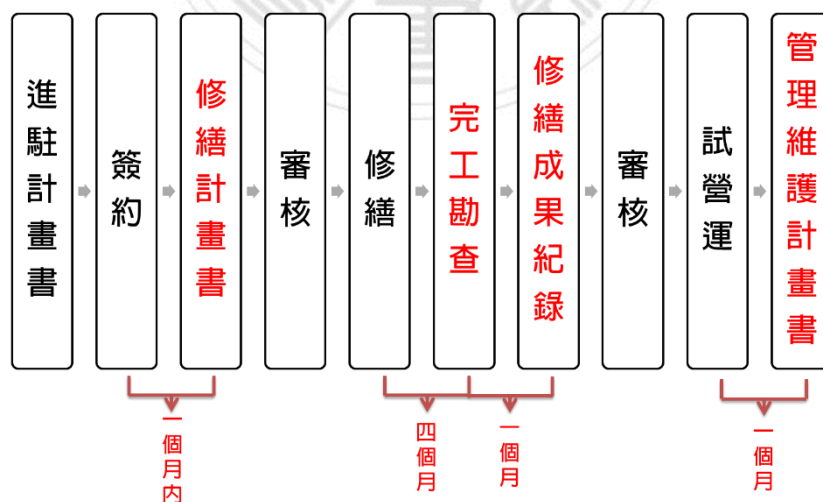 進駐計畫書
簽約
修繕計畫書
審核
修繕
完工勘查
修繕成果紀錄
審核
試營運
管理維護計畫書
一個月內
四個月
一個月
一個月